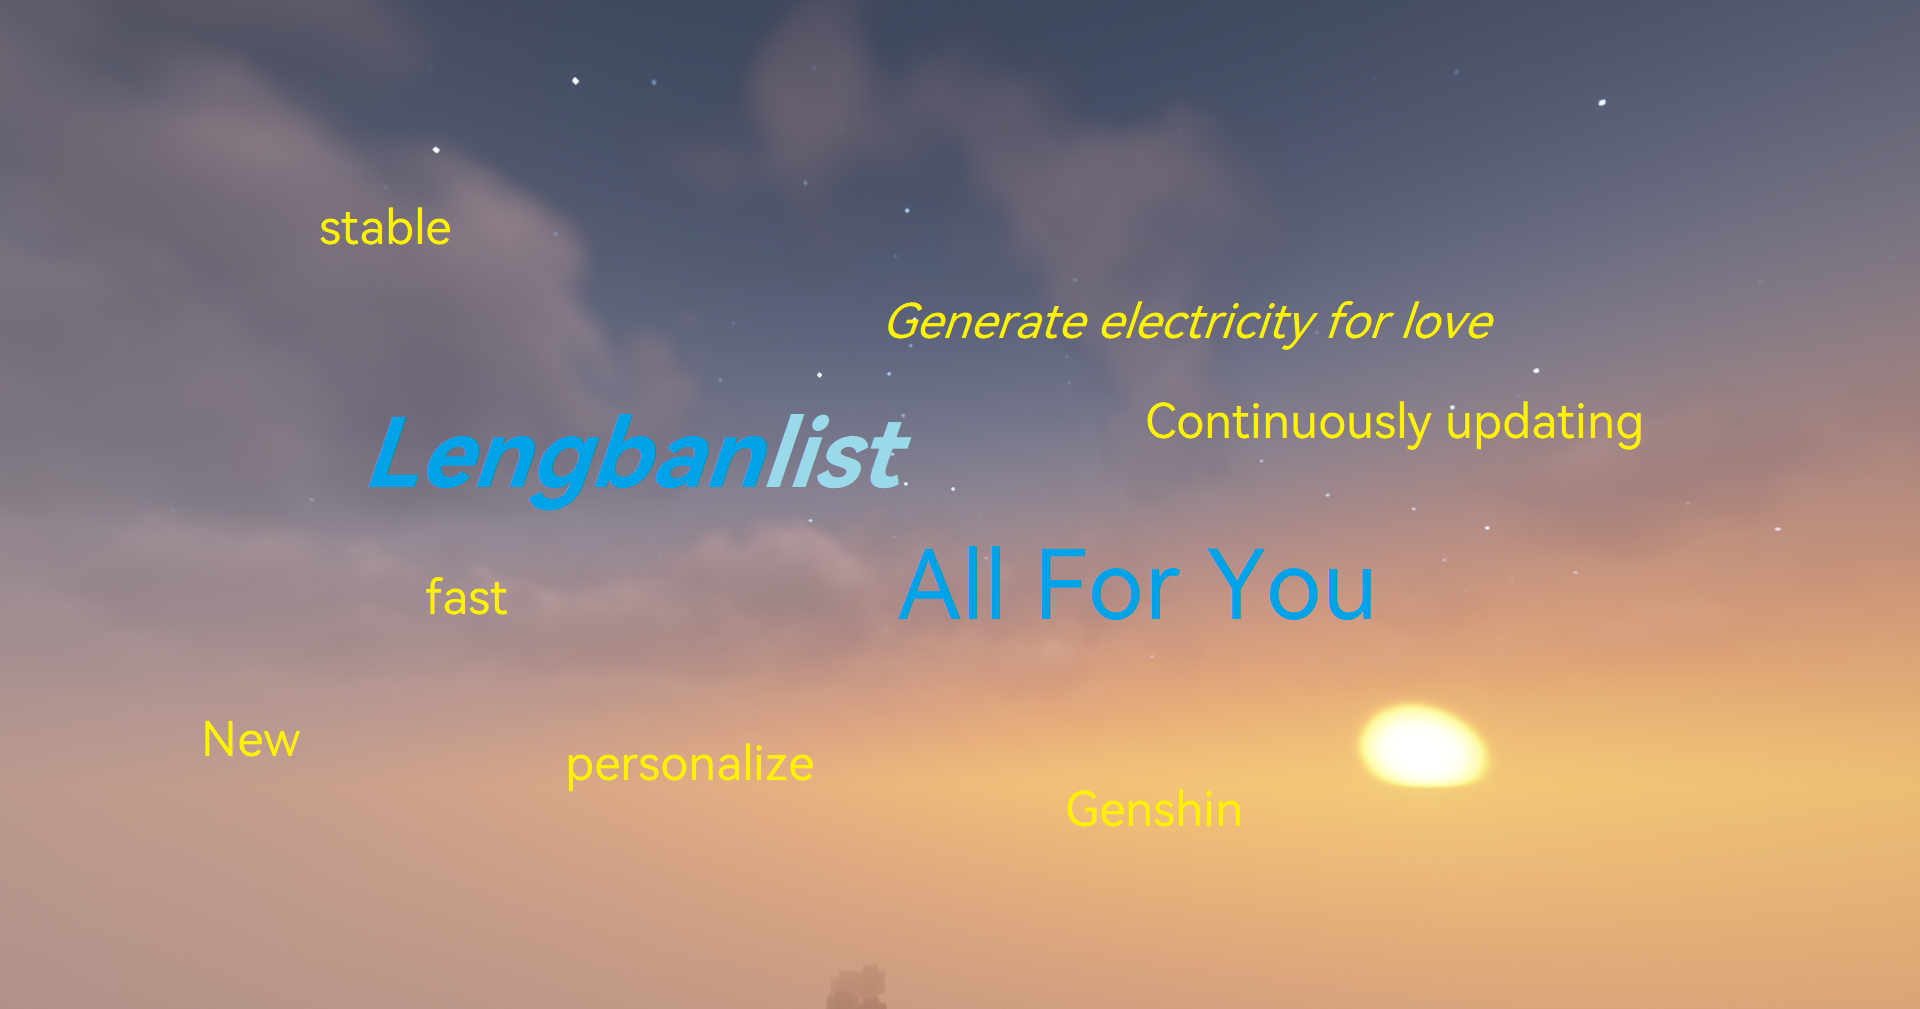 stable
Generate electricity for love
Continuously updating
Lengbanlist
All For You
fast
New
personalize
Genshin